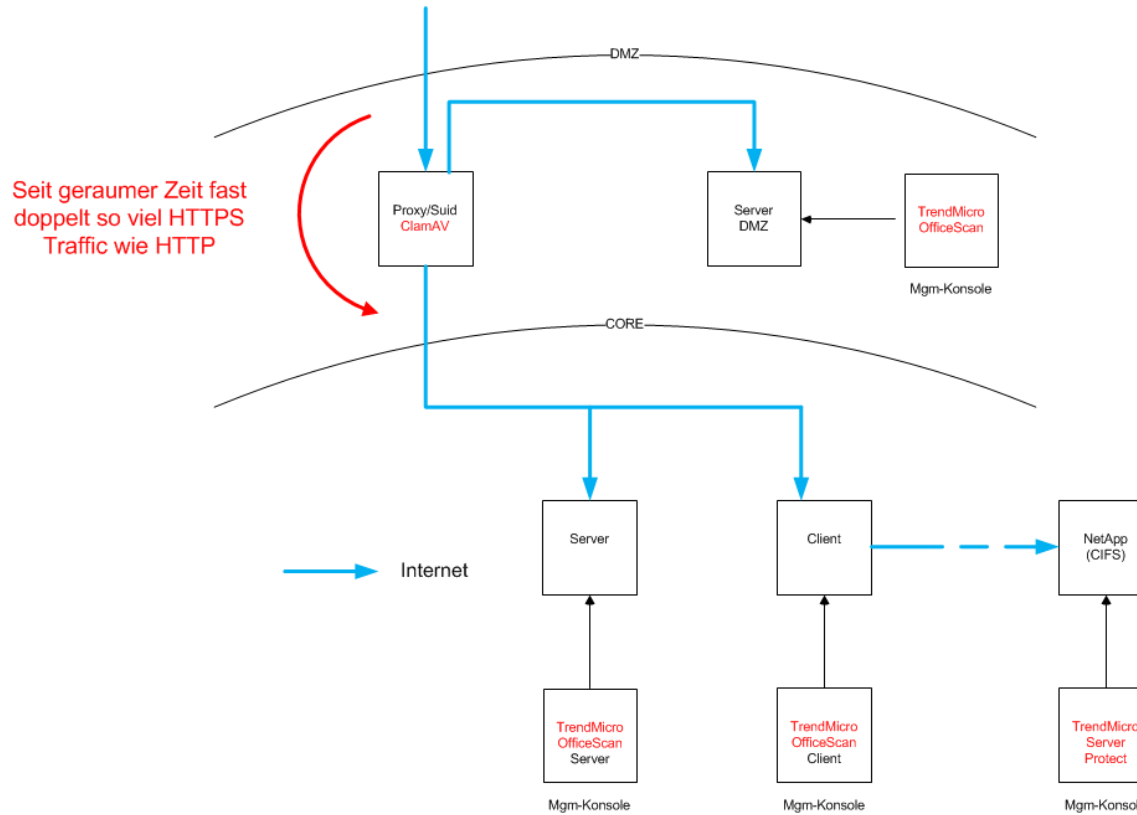 DMZ
Seit geraumer Zeit fast
doppelt so viel HTTPS
Traffic wie HTTP
Proxy/Suid
ClamAV
Server
DMZ
TrendMicro
OfficeScan
Mgm-Konsole
CORE
Internet
Server
Client
NetApp
(CIFS)
TrendMicro
OfficeScan
Server
Mgm-Konsole
TrendMicro
OfficeScan
Client
Mgm-Konsole
TrendMicro
Server
Protect
Mgm-Konsol